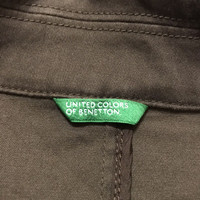 UNITED COLORS
OF BENETTON.